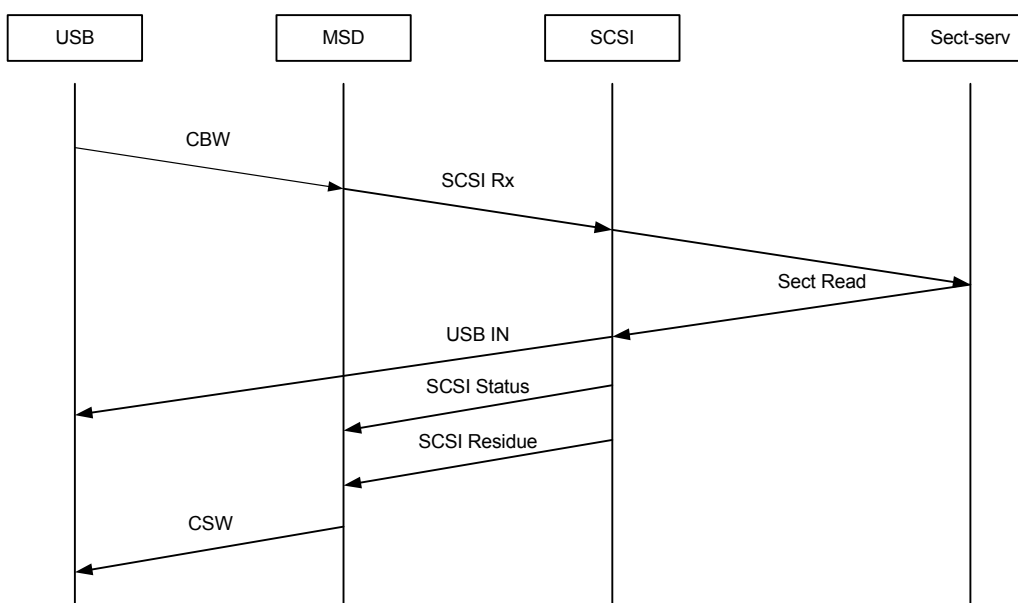 USB
MSD
SCSI
Sect-serv
CBW
SCSI Rx
Sect Read
USB IN
SCSI Status
SCSI Residue
CSW